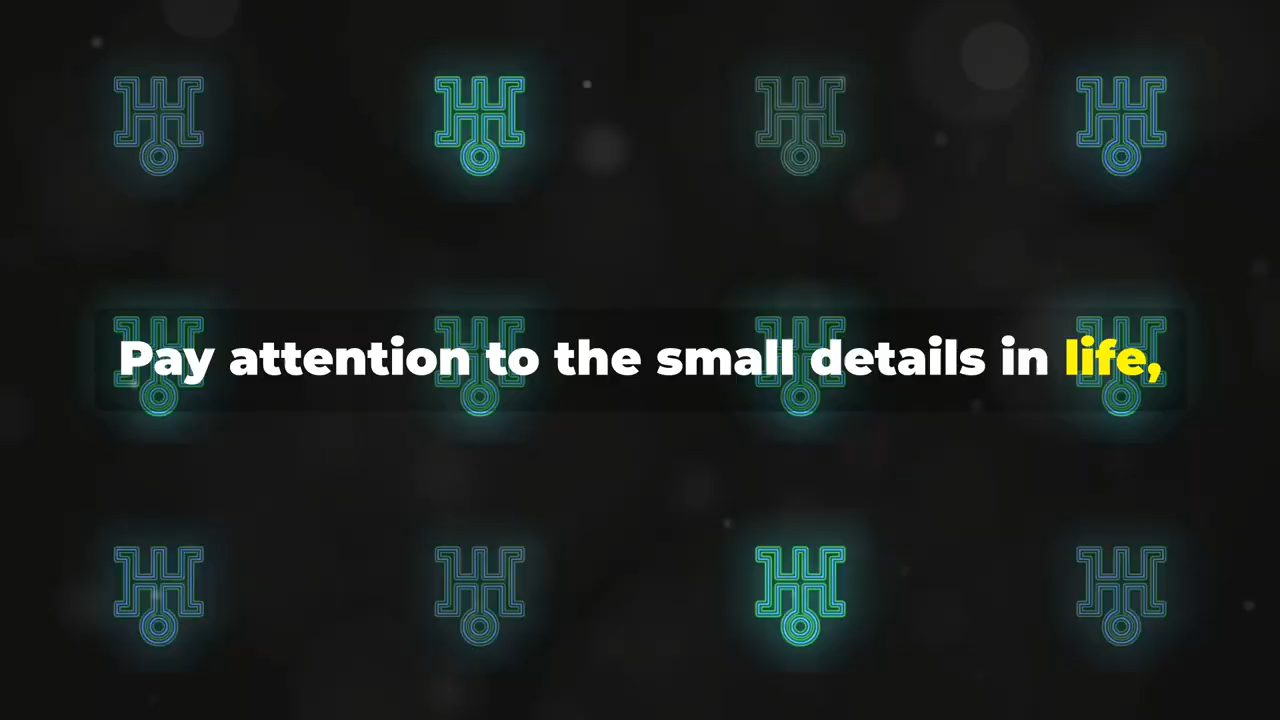 Pay attention to the small details in life,